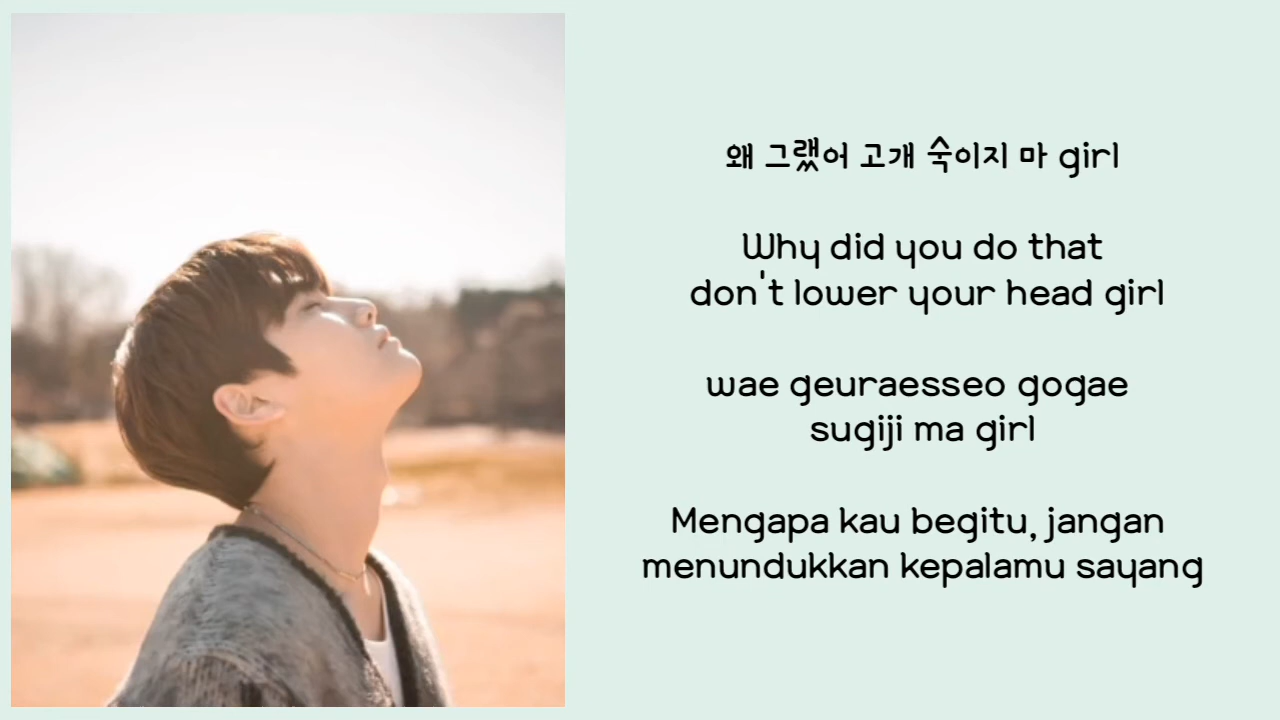 왜 그랬어 고개 숙이지 마 girl
Why did you do that
don't lower your head girl
wae geuraesseo gogae
sugiji ma girl
Mengapa kau begitu, jangan
menundukkan kepalamu sayang